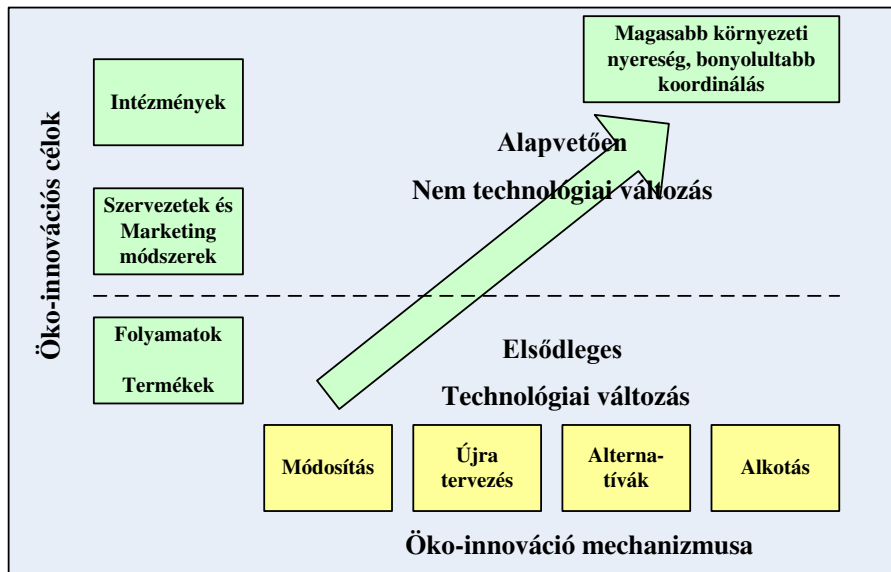 Magasabb környezeti
nyereség, bonyolultabb
koordinálás
Intézmények
Alapvetően
Nem technológiai változás
Szervezetek és
Marketing
módszerek
Öko-innovációs célok
Folyamatok
Termékek
Elsődleges
Technológiai változás
Módosítás
Újra
tervezés
Alterna-
tívák
Alkotás
Öko-innováció mechanizmusa